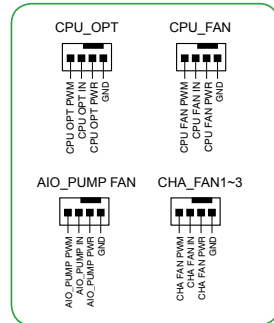 CPU_OPT
CPU OPT PWM
CPU OPT IN
CPU OPT PWR
GND
CPU_FAN
CPU FAN PWM
CPU FAN IN
CPU FAN PWR
GND
AIO_PUMP FAN
AIO_PUMP PWM
AIO_PUMP IN
AIO_PUMP PWR
GND
CHA_FAN1~3
CHA FAN PWM
CHA FAN IN
CHA FAN PWR
GND